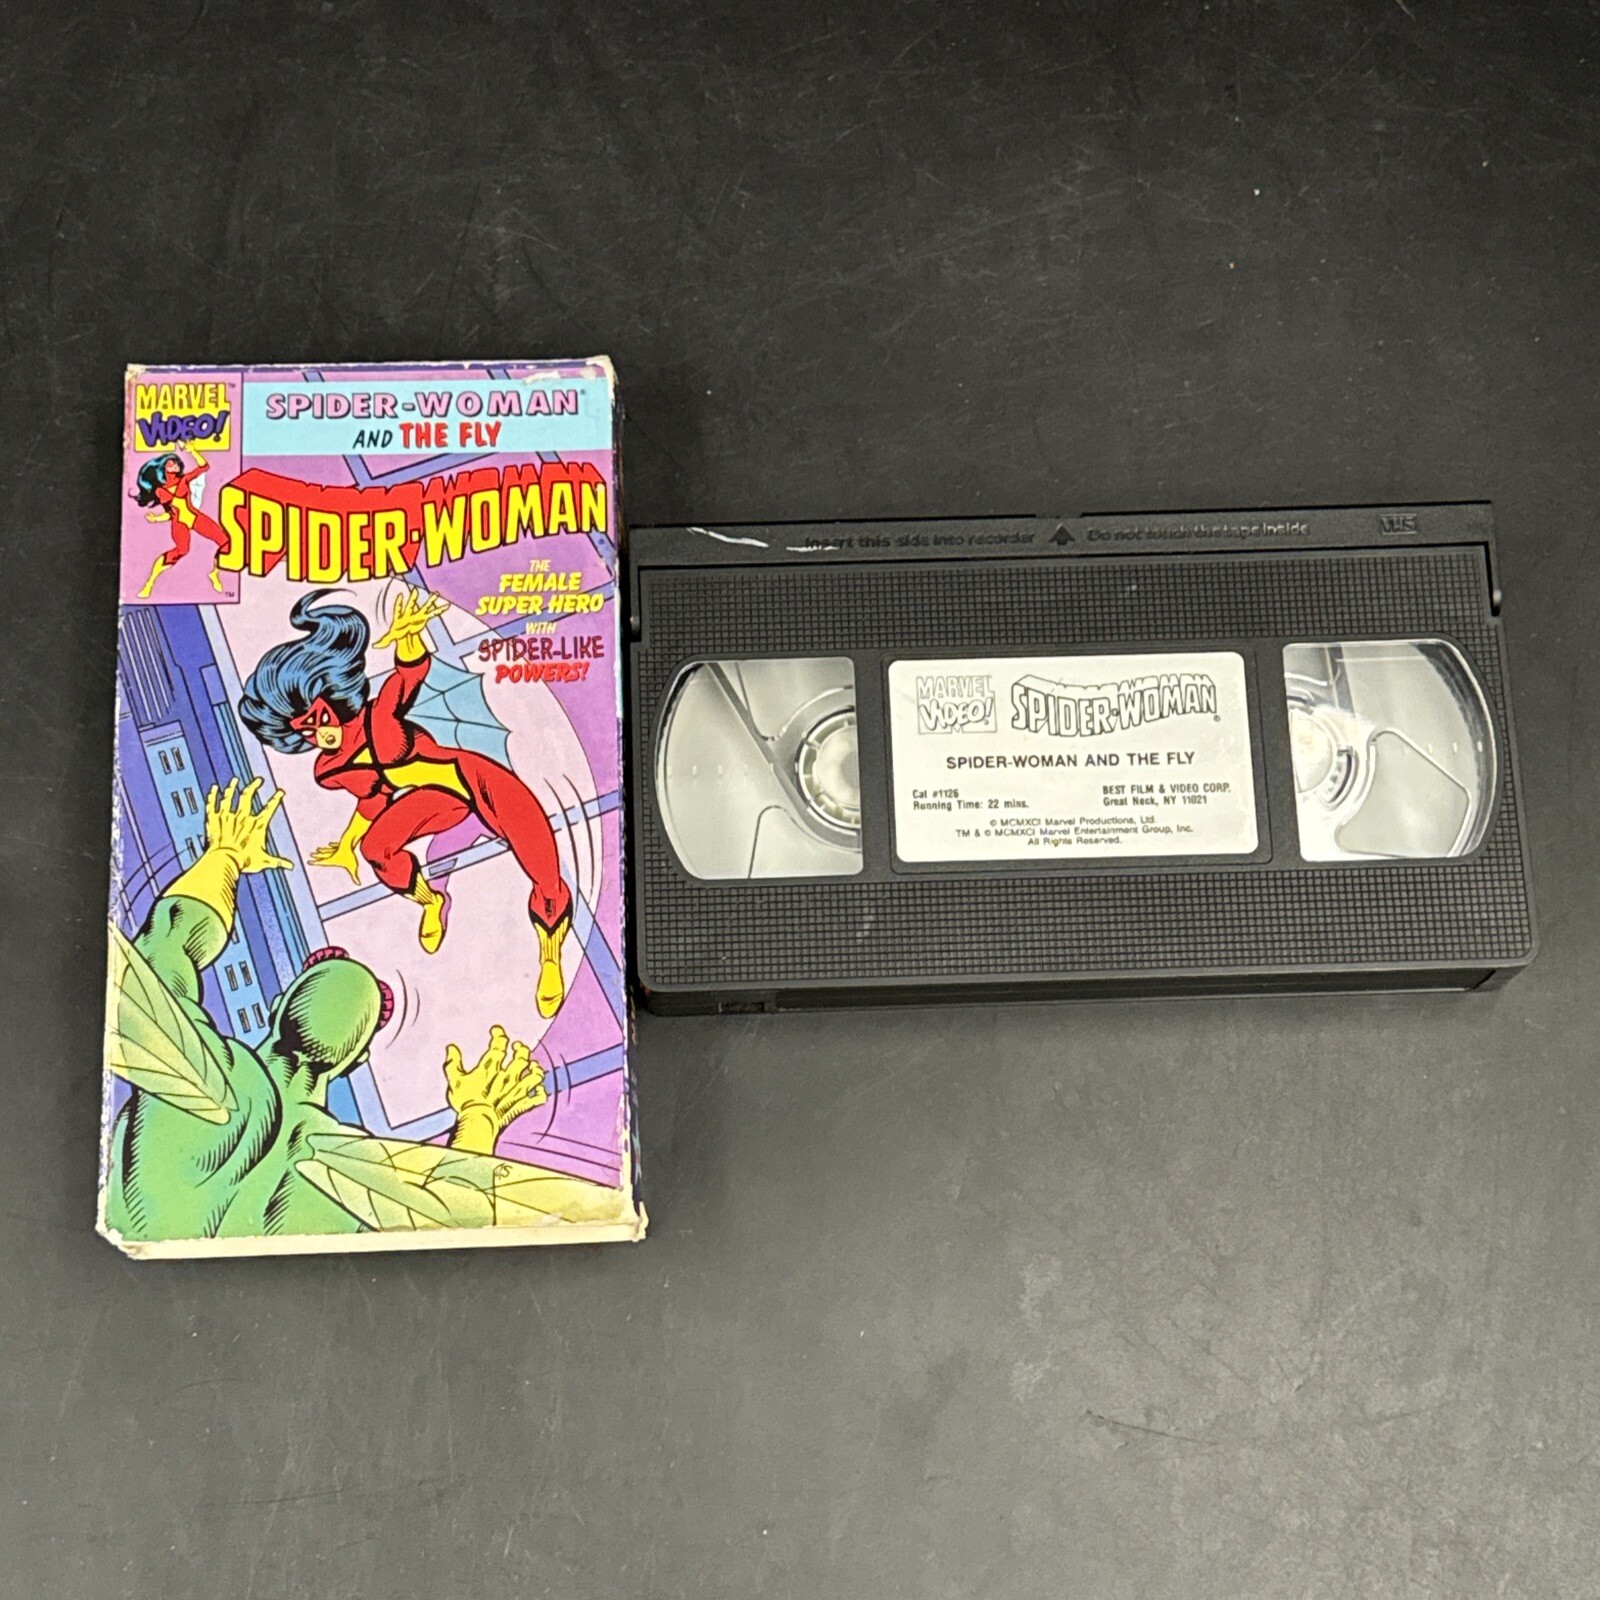 MARVEL™
VIDEO!
SPIDER-WOMAN®
AND THE FLY
SPIDER-WOMAN
THE
FEMALE
SUPER HERO
WITH
SPIDER-LIKE
POWERS!
TM
Insert this side into recorder Do not touch the tape inside VHS
MARVEL
VIDEO!
SPIDER-WOMAN®
SPIDER-WOMAN AND THE FLY
Cat #1126
Running Time: 22 mins.
BEST FILM & VIDEO CORP.
Great Neck, NY 11021
© MCMXCI Marvel Productions, Ltd.
TM & © MCMXCI Marvel Entertainment Group, Inc.
All Rights Reserved.